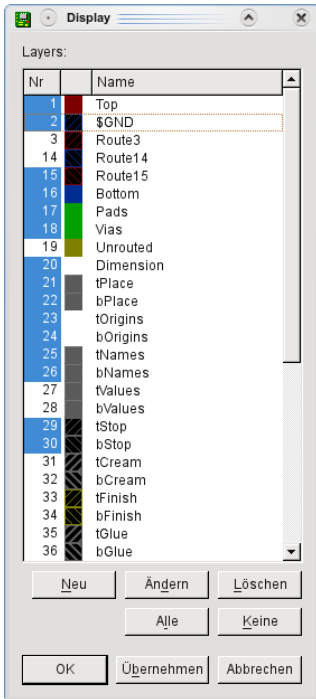 Display
Layers:
Nr Name
1 Top
2 $GND
3 Route3
14 Route14
15 Route15
16 Bottom
17 Pads
18 Vias
19 Unrouted
20 Dimension
21 tPlace
22 bPlace
23 tOrigins
24 bOrigins
25 tNames
26 bNames
27 tValues
28 bValues
29 tStop
30 bStop
31 tCream
32 bCream
33 tFinish
34 bFinish
35 tGlue
36 bGlue
Neu Ändern Löschen
Alle Keine
OK Übernehmen Abbrechen